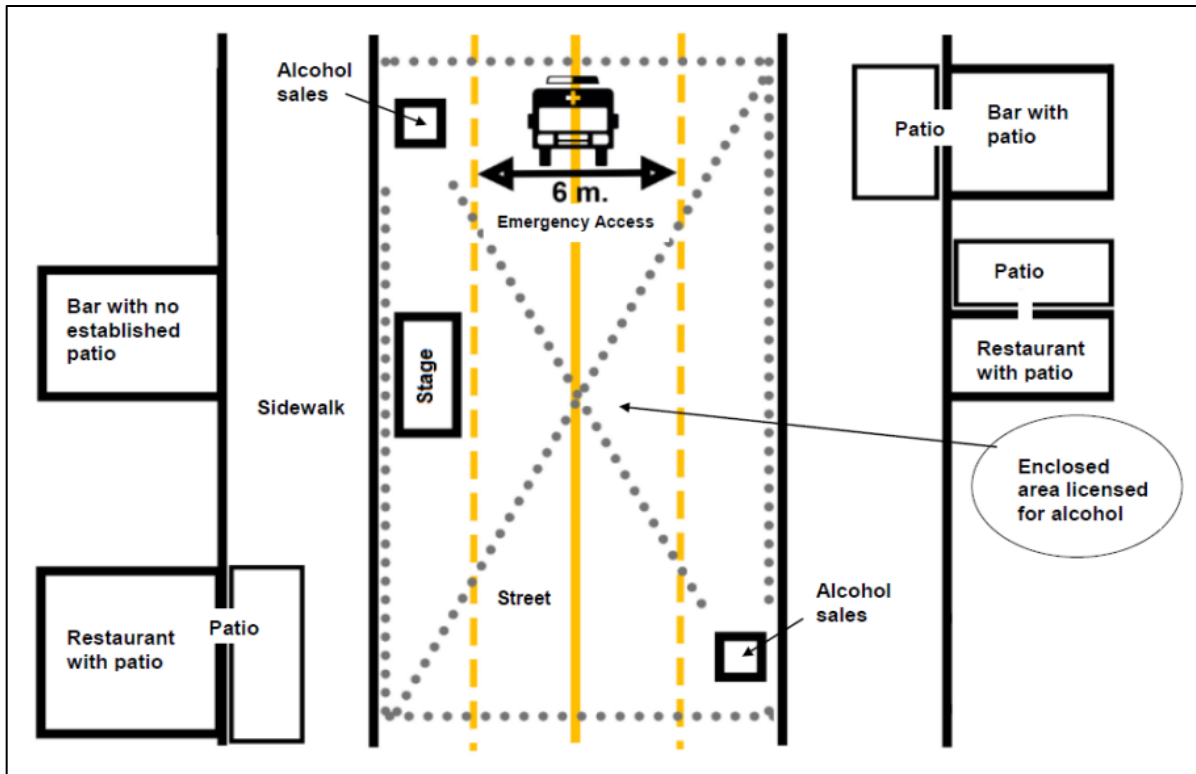 Alcohol
sales
6 m.
Emergency Access
Patio
Bar with
patio
Patio
Restaurant
with patio
Bar with no
established
patio
Stage
Sidewalk
Enclosed
area licensed
for alcohol
Street
Alcohol
sales
Restaurant
with patio
Patio